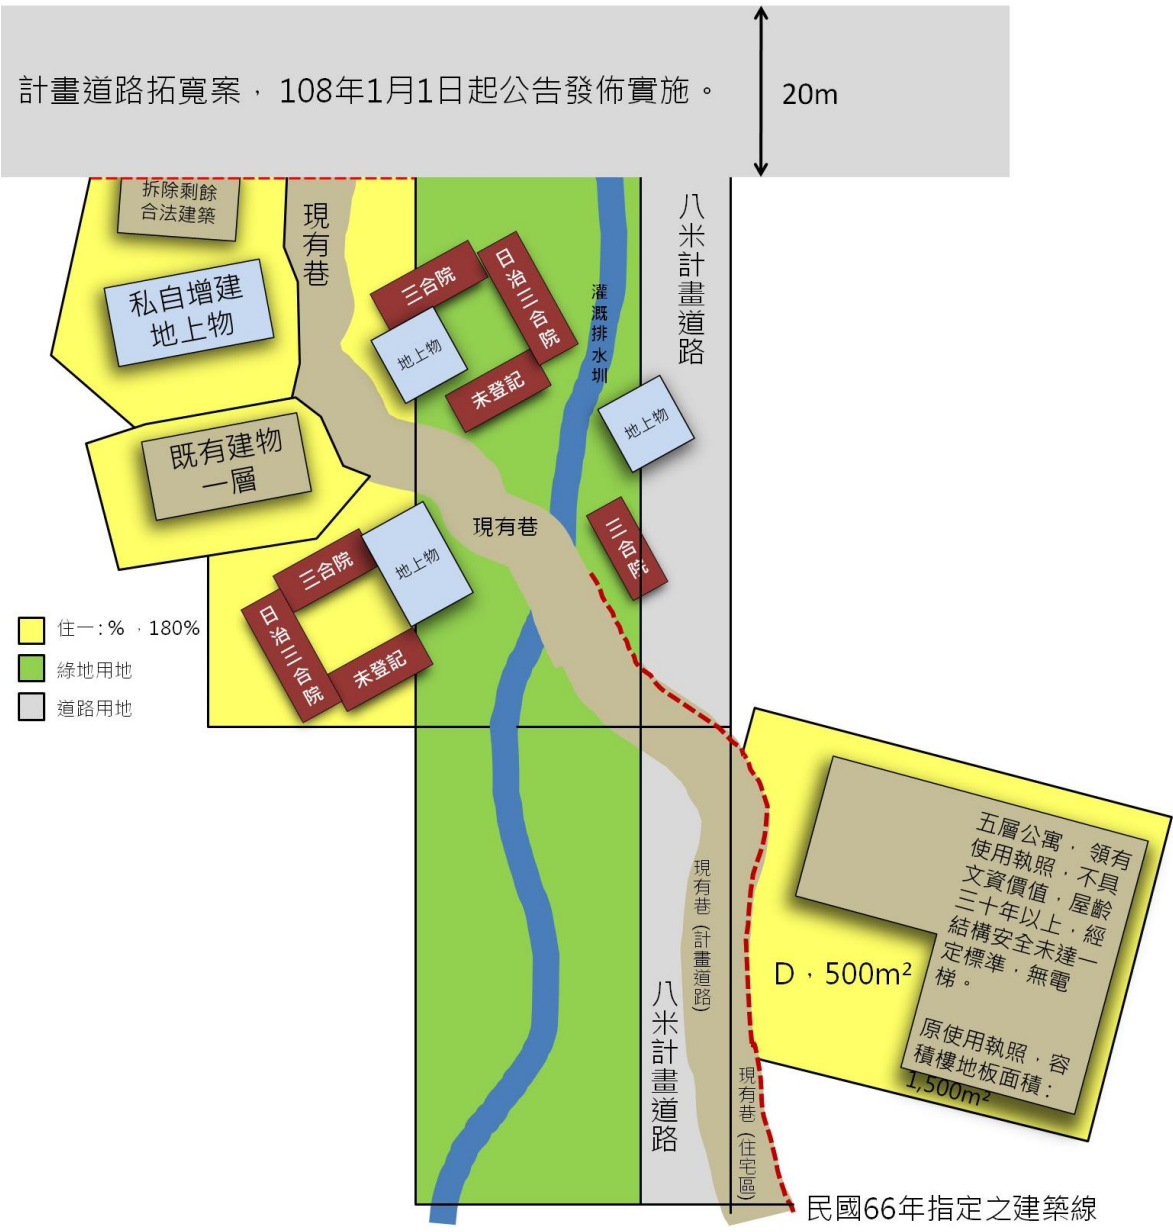 計畫道路拓寬案，108年1月1日起公告發佈實施。
20m
拆除剩餘
合法建築
現有巷
八米計畫道路
私自增建
地上物
三合院
日治三合院
地上物
未登記
灌溉排水圳
地上物
既有建物
一層
現有巷
三合院
三合院
地上物
日治三合院
未登記
住一：%，180%
綠地用地
道路用地
五層公寓，領有
使用執照，不具
文資價值，屋齡
三十年以上，經
結構安全未達一
定標準，無電
梯。
原使用執照，容
積樓地板面積：
1,500m²
D，500m²
現有巷(計畫道路)
八米計畫道路
現有巷(住宅區)
民國66年指定之建築線